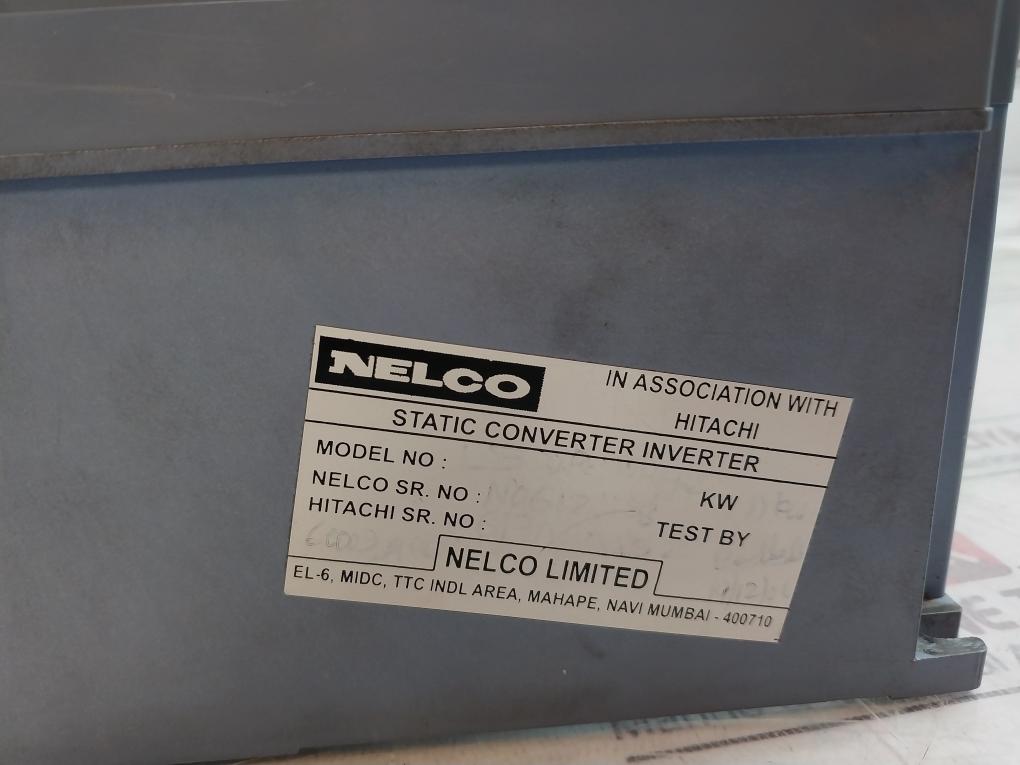 NELCO
IN ASSOCIATION WITH
HITACHI
STATIC CONVERTER INVERTER
MODEL NO :
NELCO SR. NO :
KW
HITACHI SR. NO :
TEST BY
NELCO LIMITED
EL-6, MIDC, TTC INDL AREA, MAHAPE, NAVI MUMBAI - 400710